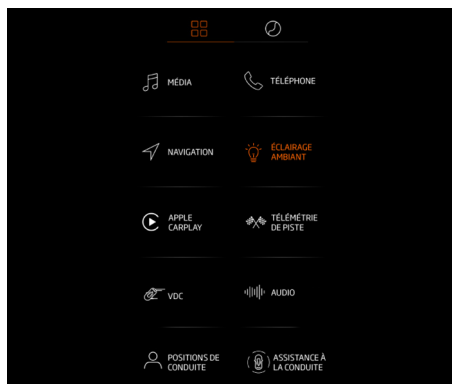 MÉDIA
TÉLÉPHONE
NAVIGATION
ÉCLAIRAGE
AMBIANT
APPLE
CARPLAY
TÉLÉMÉTRIE
DE PISTE
VDC
AUDIO
POSITIONS DE
CONDUITE
ASSISTANCE À
LA CONDUITE